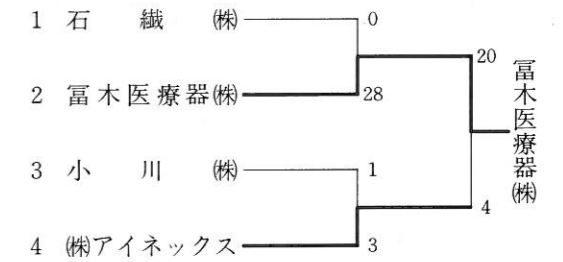 1 石 繊 ㈱ 0
20
2 冨木医療器㈱ 28
冨木医療器㈱
3 小 川 ㈱ 1
4
4 ㈱アイネックス 3